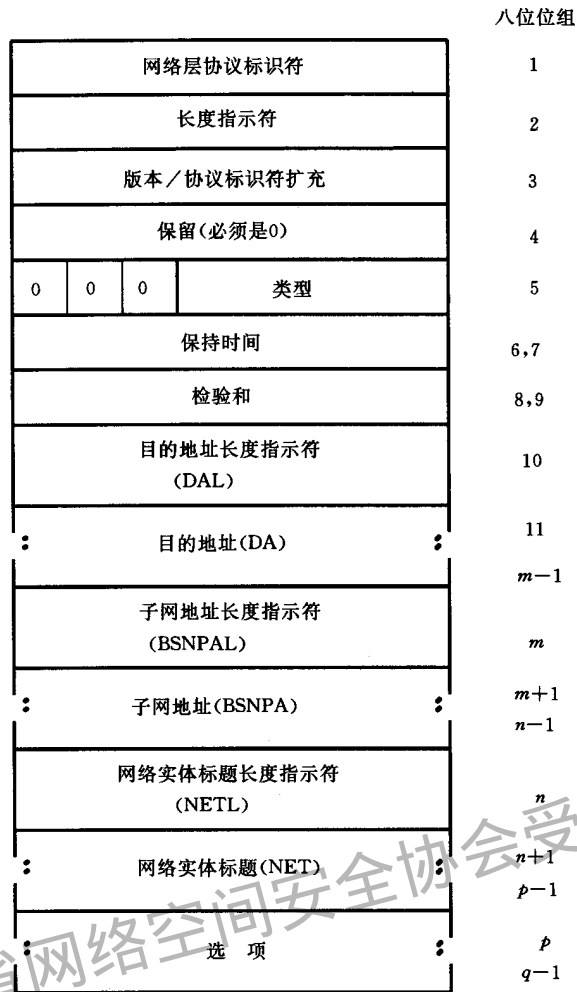 八位位组
网络层协议标识符 1
长度指示符 2
版本／协议标识符扩充 3
保留(必须是0) 4
0 0 0 类型 5
保持时间 6,7
检验和 8,9
目的地址长度指示符
(DAL) 10
11
目的地址(DA)
m－1
子网地址长度指示符
(BSNPAL) m
m＋1
子网地址(BSNPA)
n－1
网络实体标题长度指示符
(NETL) n
n＋1
网络实体标题(NET)
p－1
p
选 项
q－1
省网络空间安全协会受